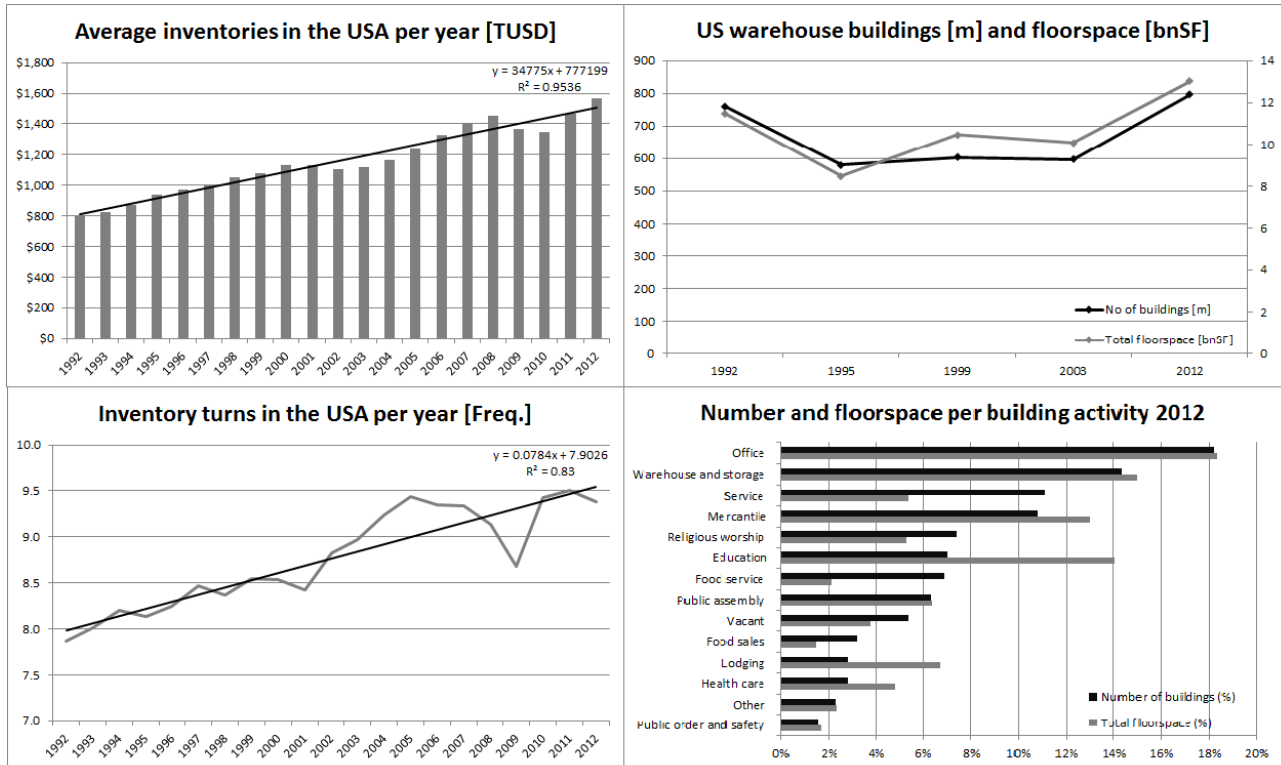 Average inventories in the USA per year [TUSD]
$1,800
$1,600
$1,400
$1,200
$1,000
$800
$600
$400
$200
$0
y = 34775x + 777199
R² = 0.9536
1992 1993 1994 1995 1996 1997 1998 1999 2000 2001 2002 2003 2004 2005 2006 2007 2008 2009 2010 2011 2012
US warehouse buildings [m] and floorspace [bnSF]
900
800
700
600
500
400
300
200
100
0
14
12
10
8
6
4
2
0
No of buildings [m]
Total floorspace [bnSF]
1992 1995 1999 2003 2012
Inventory turns in the USA per year [Freq.]
10.0
9.5
9.0
8.5
8.0
7.5
7.0
y = 0.0784x + 7.9026
R² = 0.83
1992 1993 1994 1995 1996 1997 1998 1999 2000 2001 2002 2003 2004 2005 2006 2007 2008 2009 2010 2011 2012
Number and floorspace per building activity 2012
Office
Warehouse and storage
Service
Mercantile
Religious worship
Education
Food service
Public assembly
Vacant
Food sales
Lodging
Health care
Other
Public order and safety
Number of buildings (%)
Total floorspace (%)
0% 2% 4% 6% 8% 10% 12% 14% 16% 18% 20%